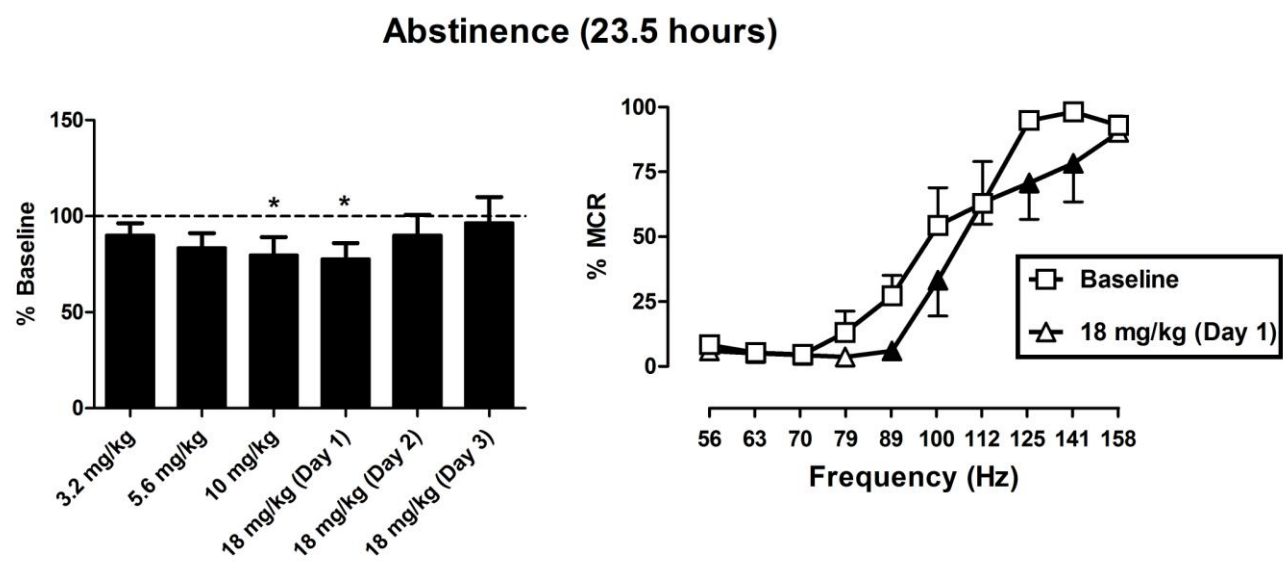 Abstinence (23.5 hours)
% Baseline
150
100
50
0
* *
3.2 mg/kg
5.6 mg/kg
10 mg/kg
18 mg/kg (Day 1)
18 mg/kg (Day 2)
18 mg/kg (Day 3)
% MCR
100
75
50
25
0
56 63 70 79 89 100 112 125 141 158
Frequency (Hz)
Baseline
18 mg/kg (Day 1)